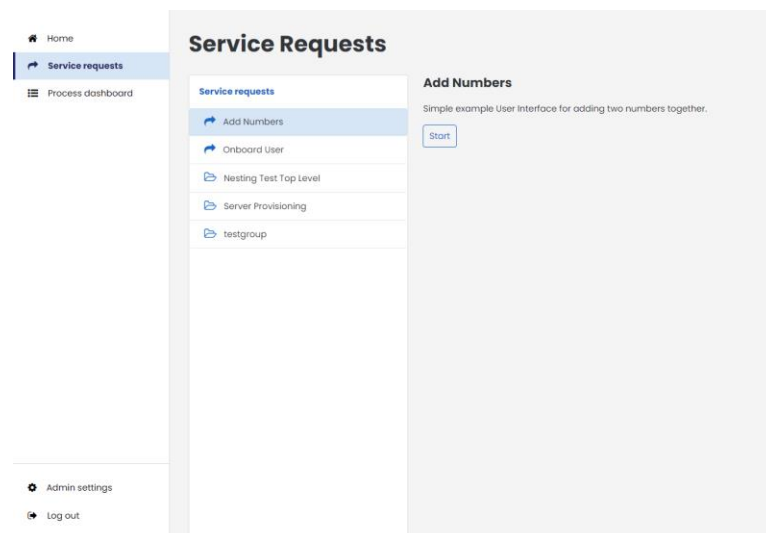 Home
Service requests
Process dashboard
Admin settings
Log out
Service Requests
Service requests
Add Numbers
Onboard User
Nesting Test Top Level
Server Provisioning
testgroup
Add Numbers
Simple example User Interface for adding two numbers together.
Start